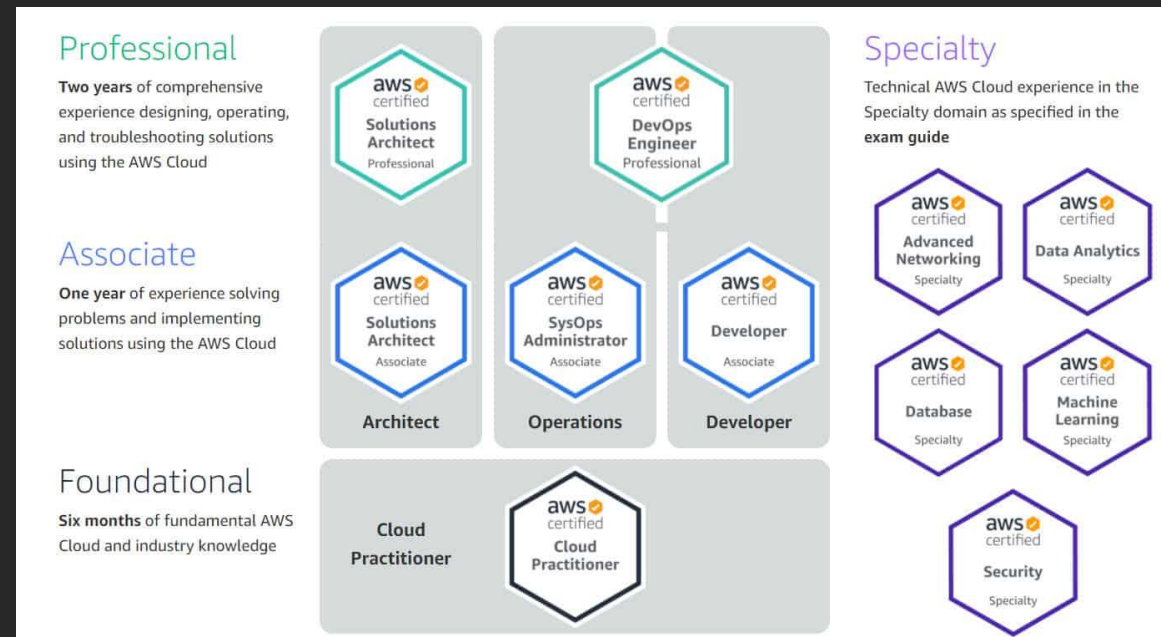 Professional
Two years of comprehensive
experience designing, operating,
and troubleshooting solutions
using the AWS Cloud
aws
certified
Solutions
Architect
Professional
aws
certified
DevOps
Engineer
Professional
Associate
One year of experience solving
problems and implementing
solutions using the AWS Cloud
aws
certified
Solutions
Architect
Associate
Architect
aws
certified
SysOps
Administrator
Associate
Operations
aws
certified
Developer
Associate
Developer
Foundational
Six months of fundamental AWS
Cloud and industry knowledge
Cloud
Practitioner
aws
certified
Cloud
Practitioner
Specialty
Technical AWS Cloud experience in the
Specialty domain as specified in the
exam guide
aws
certified
Advanced
Networking
Specialty
aws
certified
Data Analytics
Specialty
aws
certified
Database
Specialty
aws
certified
Machine
Learning
Specialty
aws
certified
Security
Specialty